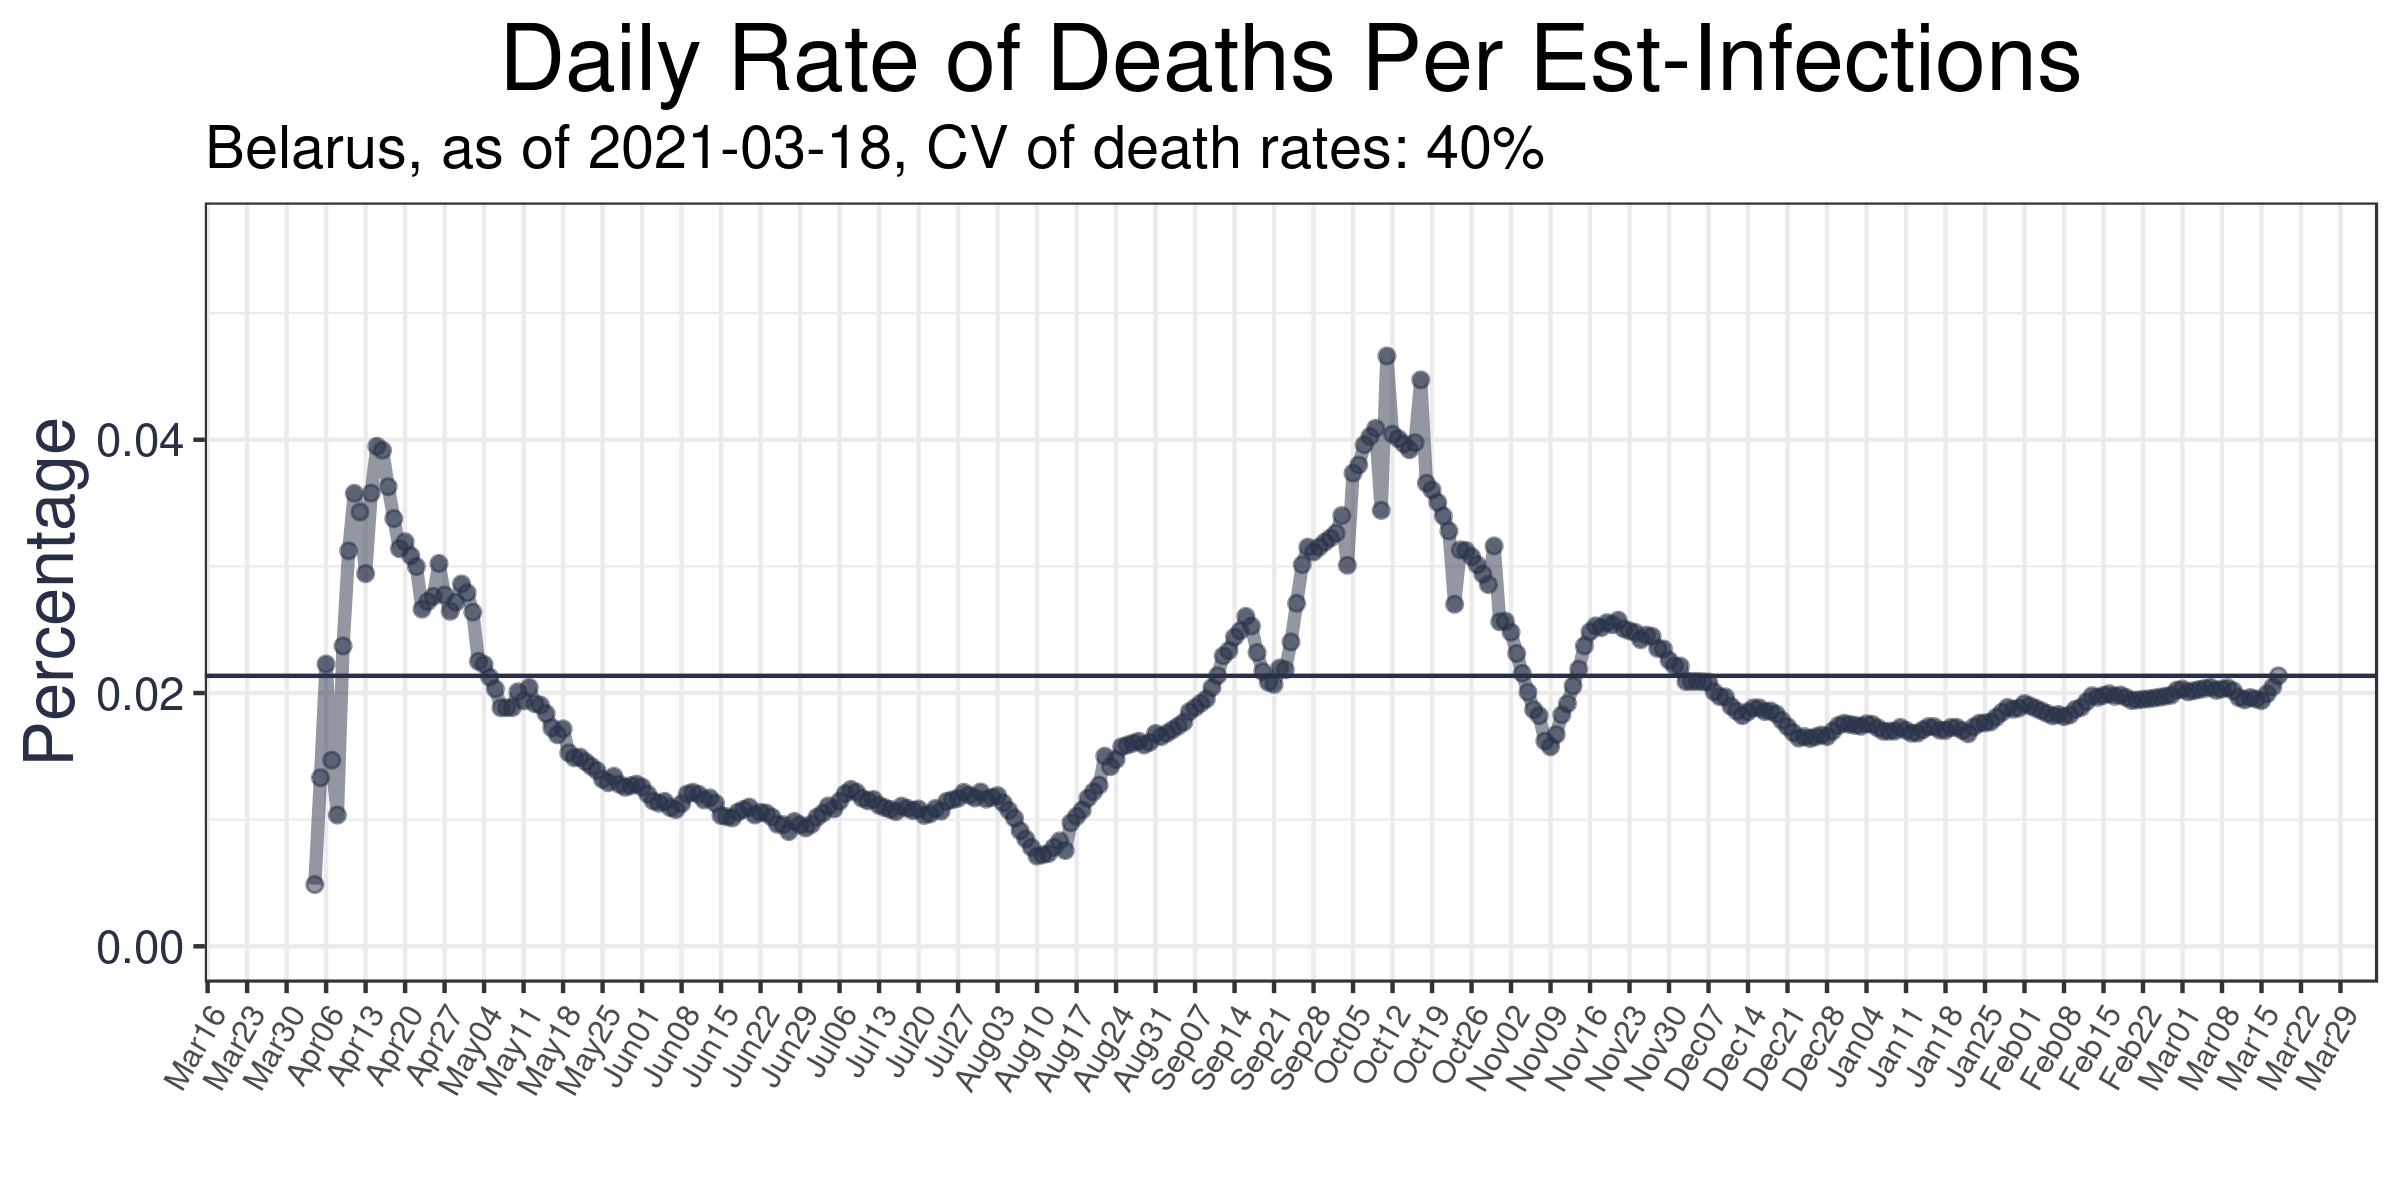 Daily Rate of Deaths Per Est-Infections
Belarus, as of 2021-03-18, CV of death rates: 40%
Percentage
0.04
0.02
0.00
Mar16
Mar23
Mar30
Apr06
Apr13
Apr20
Apr27
May04
May11
May18
May25
Jun01
Jun08
Jun15
Jun22
Jun29
Jul06
Jul13
Jul20
Jul27
Aug03
Aug10
Aug17
Aug24
Aug31
Sep07
Sep14
Sep21
Sep28
Oct05
Oct12
Oct19
Oct26
Nov02
Nov09
Nov16
Nov23
Nov30
Dec07
Dec14
Dec21
Dec28
Jan04
Jan11
Jan18
Jan25
Feb01
Feb08
Feb15
Feb22
Mar01
Mar08
Mar15
Mar22
Mar29